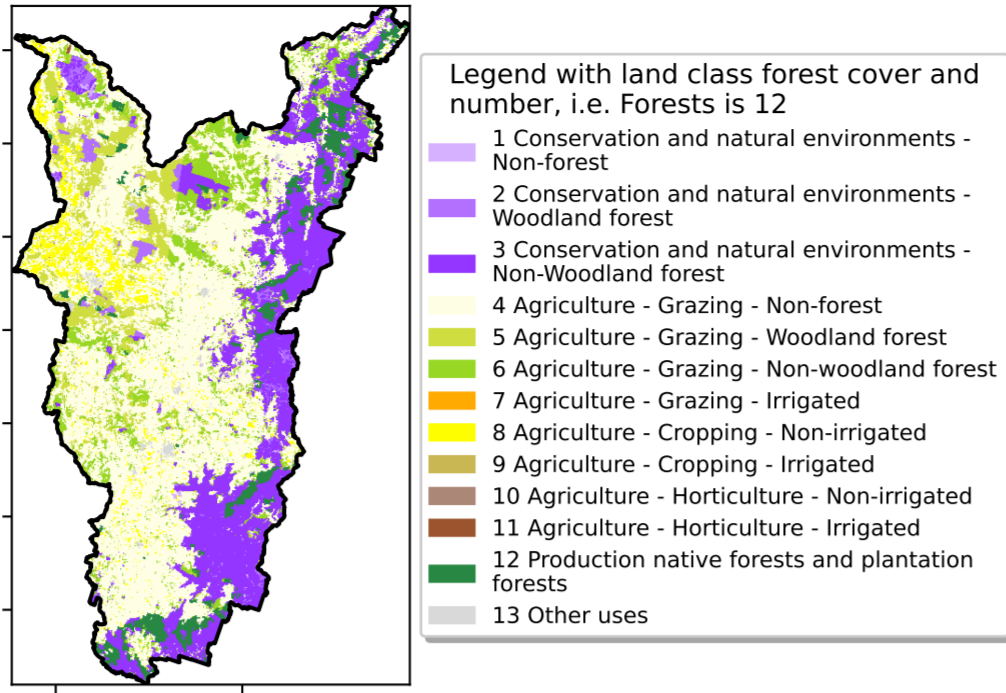 Legend with land class forest cover and
number, i.e. Forests is 12
1 Conservation and natural environments -
Non-forest
2 Conservation and natural environments -
Woodland forest
3 Conservation and natural environments -
Non-Woodland forest
4 Agriculture - Grazing - Non-forest
5 Agriculture - Grazing - Woodland forest
6 Agriculture - Grazing - Non-woodland forest
7 Agriculture - Grazing - Irrigated
8 Agriculture - Cropping - Non-irrigated
9 Agriculture - Cropping - Irrigated
10 Agriculture - Horticulture - Non-irrigated
11 Agriculture - Horticulture - Irrigated
12 Production native forests and plantation
forests
13 Other uses